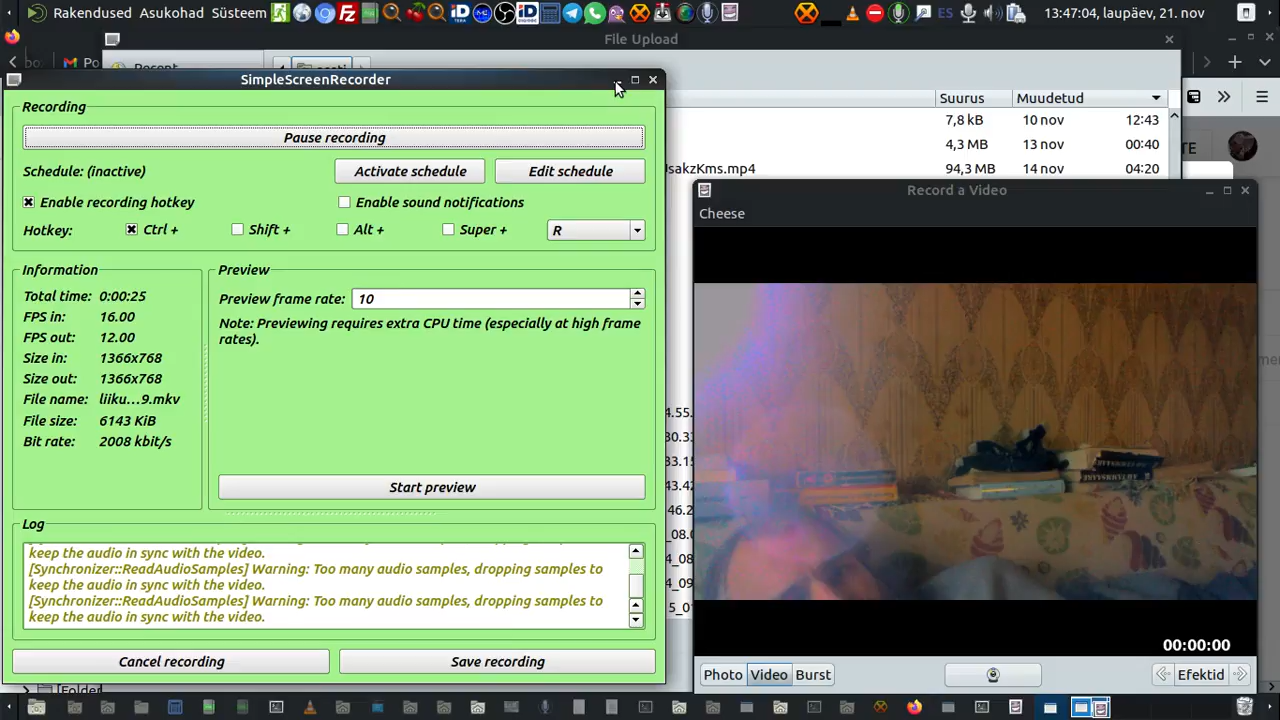 Rakendused Asukohad Süsteem
ES
13:47:04, laupäev, 21. nov
File Upload
Recent
SimpleScreenRecorder
Recording
Pause recording
Schedule: (inactive)
Activate schedule
Edit schedule
Enable recording hotkey
Enable sound notifications
Hotkey:
Ctrl +
Shift +
Alt +
Super +
R
Information
Total time: 0:00:25
FPS in: 16.00
FPS out: 12.00
Size in: 1366x768
Size out: 1366x768
File name: liiku...9.mkv
File size: 6143 KiB
Bit rate: 2008 kbit/s
Preview
Preview frame rate: 10
Note: Previewing requires extra CPU time (especially at high frame
rates).
Start preview
Log
keep the audio in sync with the video.
[Synchronizer::ReadAudioSamples] Warning: Too many audio samples, dropping samples to
keep the audio in sync with the video.
[Synchronizer::ReadAudioSamples] Warning: Too many audio samples, dropping samples to
keep the audio in sync with the video.
Cancel recording
Save recording
Suurus
Muudetud
7,8 kB 10 nov 12:43
4,3 MB 13 nov 00:40
JsakzKms.mp4 94,3 MB 14 nov 04:20
Record a Video
Cheese
00:00:00
Photo
Video
Burst
Efektid
[Folder